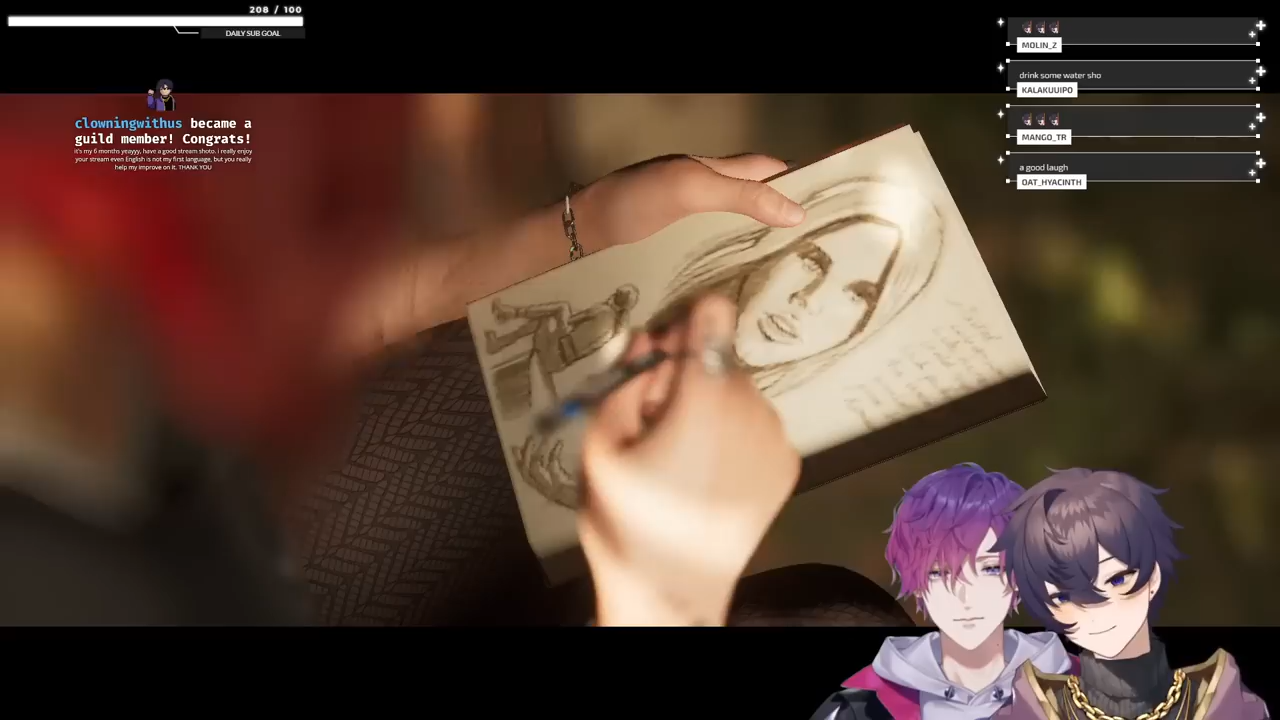 208 / 100
DAILY SUB GOAL
clowningwithus became a
guild member! Congrats!
it's my 6 months yeayyy, have a good stream shoto. i really enjoy
your stream even English is not my first language, but you really
help my improve on it. THANK YOU
MOLIN_Z
drink some water sho
KALAKUUIPO
MANGO_TR
a good laugh
OAT_HYACINTH